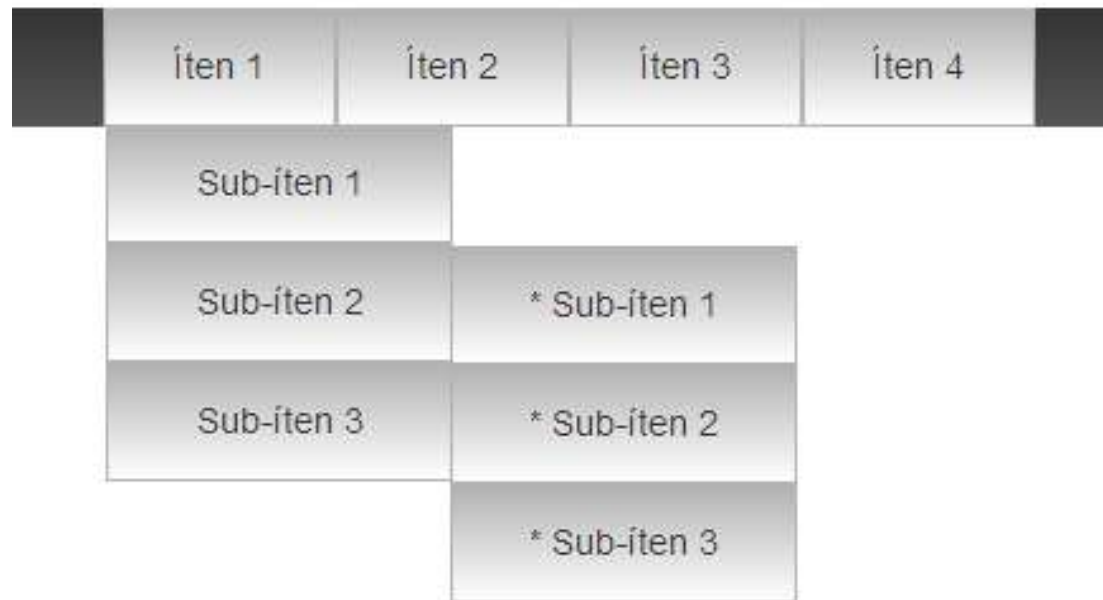 Íten 1 Íten 2 Íten 3 Íten 4
Sub-íten 1
Sub-íten 2 * Sub-íten 1
Sub-íten 3 * Sub-íten 2
* Sub-íten 3